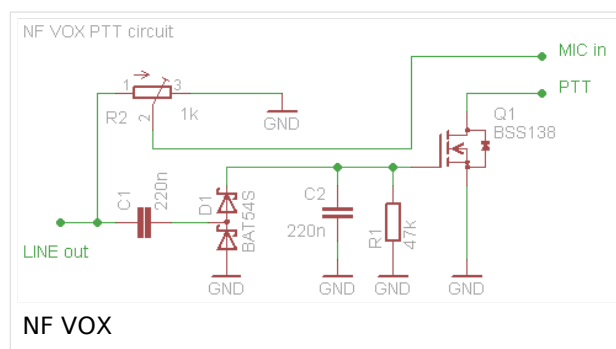 NF VOX PTT circuit
MIC in
PTT
1
3
R2
2
1k
GND
Q1
BSS138
C1
220n
D1
BAT54S
C2
220n
R1
47k
LINE out
GND
GND
GND
GND
NF VOX